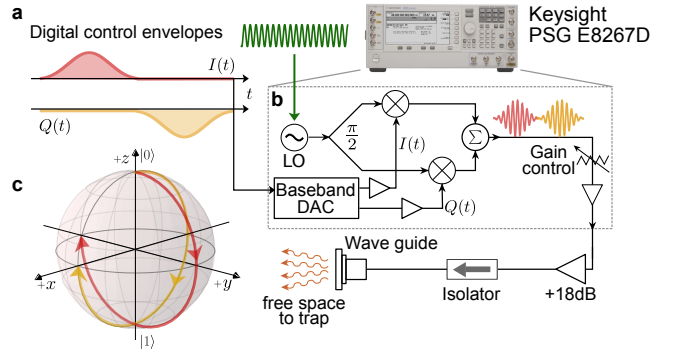 a
Digital control envelopes
I(t)
t
Q(t)
Keysight
PSG E8267D
b
LO
π/2
I(t)
Σ
Gain
control
Baseband
DAC
Q(t)
c
+z
|0⟩
+x
+y
|1⟩
Wave guide
free space
to trap
Isolator
+18dB